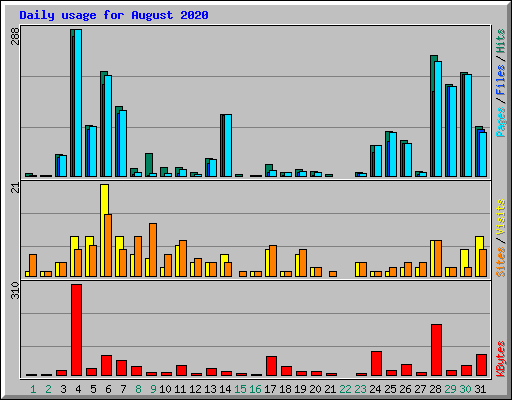 Daily usage for August 2020
288
Pages / Files / Hits
21
Sites / Visits
310
KBytes
1 2 3 4 5 6 7 8 9 10 11 12 13 14 15 16 17 18 19 20 21 22 23 24 25 26 27 28 29 30 31